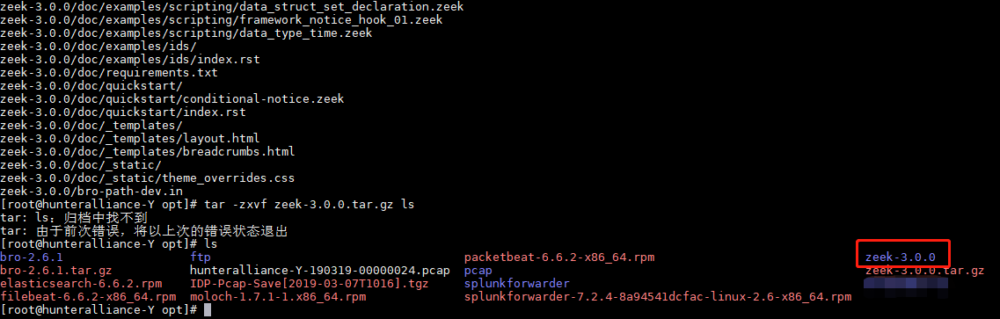 zeek-3.0.0/doc/examples/scripting/data_struct_set_declaration.zeek
zeek-3.0.0/doc/examples/scripting/framework_notice_hook_01.zeek
zeek-3.0.0/doc/examples/scripting/data_type_time.zeek
zeek-3.0.0/doc/examples/ids/
zeek-3.0.0/doc/examples/ids/index.rst
zeek-3.0.0/doc/requirements.txt
zeek-3.0.0/doc/quickstart/
zeek-3.0.0/doc/quickstart/conditional-notice.zeek
zeek-3.0.0/doc/quickstart/index.rst
zeek-3.0.0/doc/_templates/
zeek-3.0.0/doc/_templates/layout.html
zeek-3.0.0/doc/_templates/breadcrumbs.html
zeek-3.0.0/doc/_static/
zeek-3.0.0/doc/_static/theme_overrides.css
zeek-3.0.0/bro-path-dev.in
[root@hunteralliance-Y opt]# tar -zxvf zeek-3.0.0.tar.gz ls
tar: ls：归档中找不到
tar: 由于前次错误，将以上次的错误状态退出
[root@hunteralliance-Y opt]# ls
bro-2.6.1 ftp packetbeat-6.6.2-x86_64.rpm zeek-3.0.0
bro-2.6.1.tar.gz hunteralliance-Y-190319-00000024.pcap pcap zeek-3.0.0.tar.gz
elasticsearch-6.6.2.rpm IDP-Pcap-Save[2019-03-07T1016].tgz splunkforwarder
filebeat-6.6.2-x86_64.rpm moloch-1.7.1-1.x86_64.rpm splunkforwarder-7.2.4-8a94541dcfac-linux-2.6-x86_64.rpm
[root@hunteralliance-Y opt]#